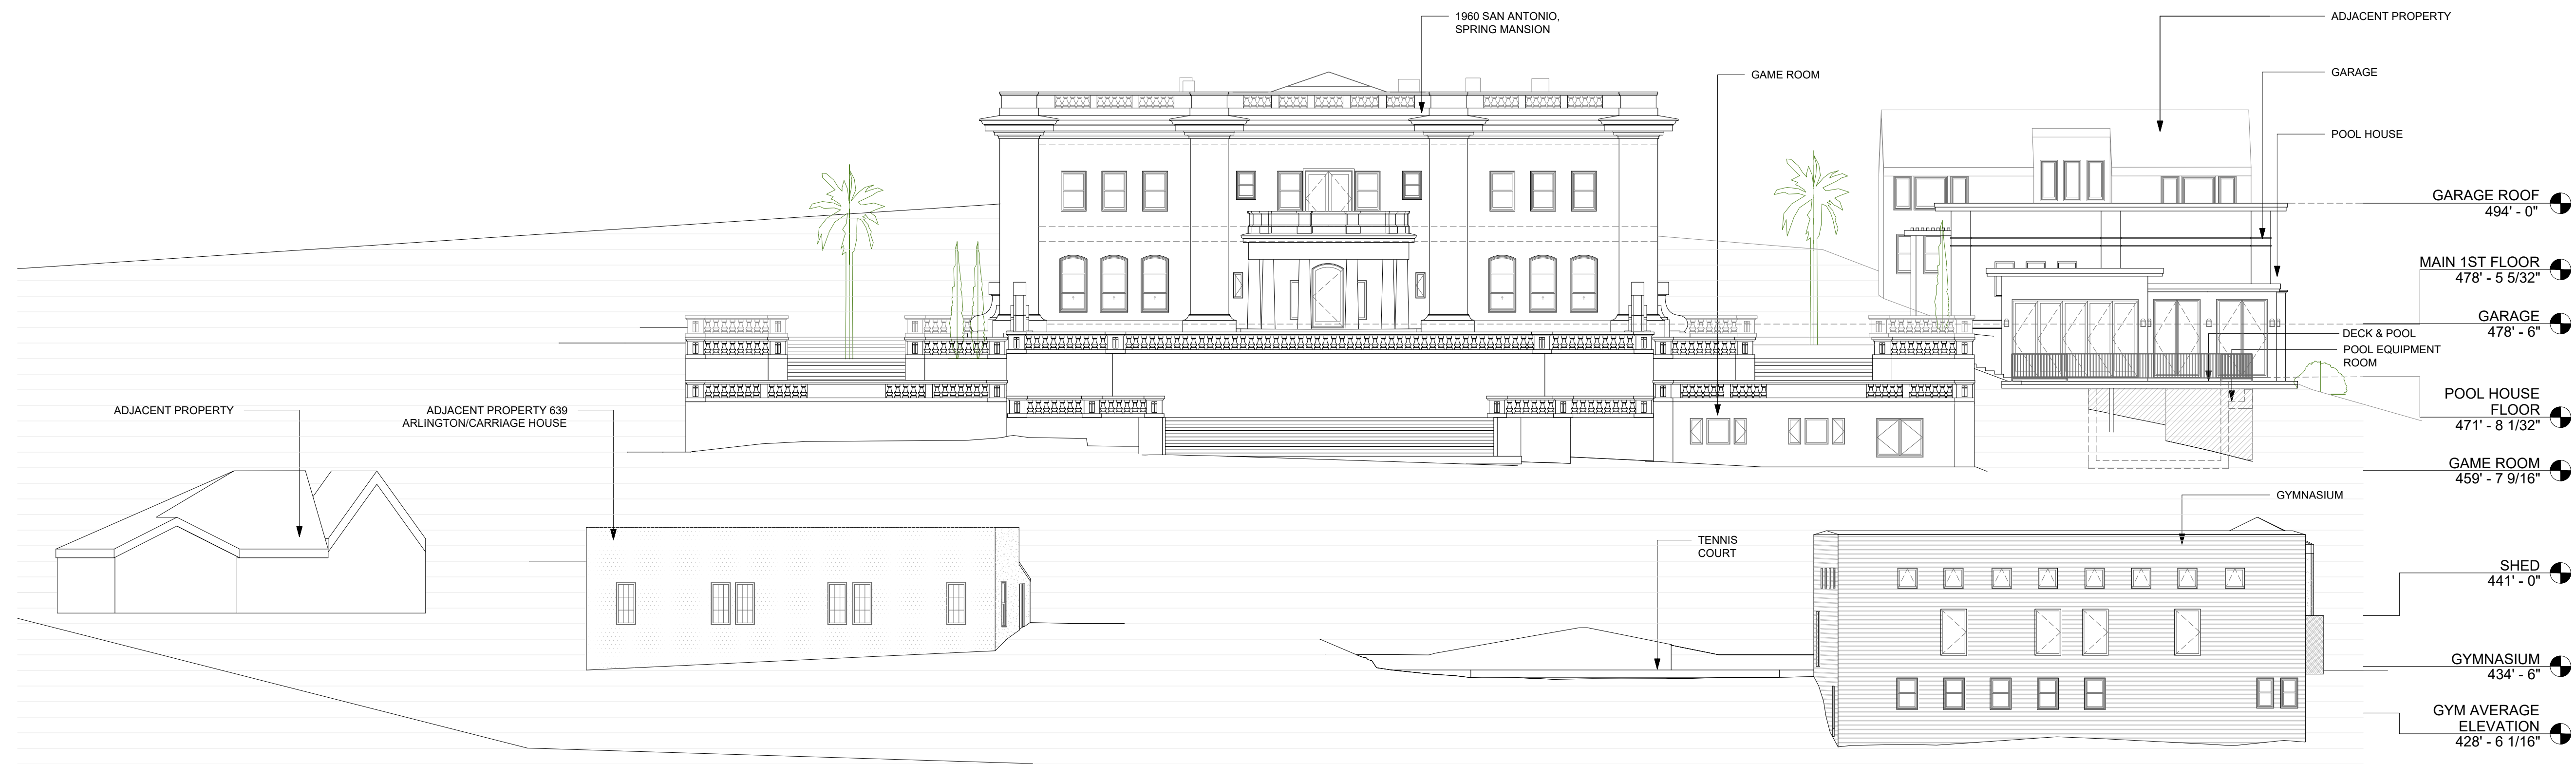 1960 SAN ANTONIO,
SPRING MANSION
ADJACENT PROPERTY
GAME ROOM
GARAGE
POOL HOUSE
GARAGE ROOF
494' - 0"
MAIN 1ST FLOOR
478' - 5 5/32"
GARAGE
478' - 6"
DECK & POOL
POOL EQUIPMENT
ROOM
POOL HOUSE
FLOOR
471' - 8 1/32"
ADJACENT PROPERTY
ADJACENT PROPERTY 639
ARLINGTON/CARRIAGE HOUSE
GAME ROOM
459' - 7 9/16"
GYMNASIUM
TENNIS
COURT
SHED
441' - 0"
GYMNASIUM
434' - 6"
GYM AVERAGE
ELEVATION
428' - 6 1/16"